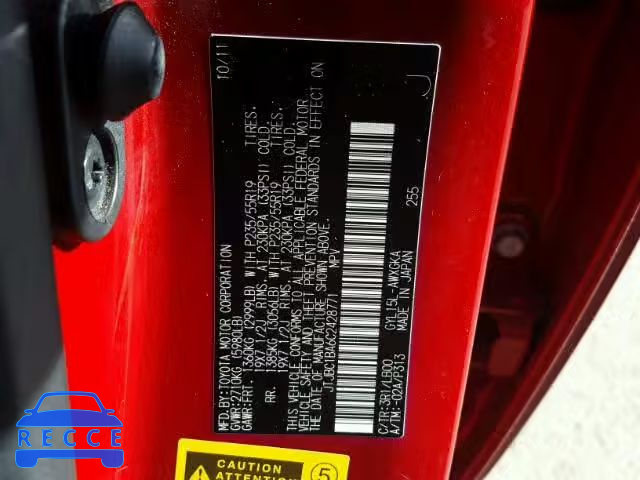 MFD.BY:TOYOTA MOTOR CORPORATION 10/11
GVWR:2710KG (5980LB)
GAWR:FRT. 1360KG (2999LB) WITH P235/55R19 TIRES.
19X7 1/2J RIMS, AT 230KPA (33PSI) COLD.
RR. 1385KG (3050LB) WITH P235/55R19 TIRES.
19X7 1/2J RIMS, AT 230KPA (33PSI) COLD.
THIS VEHICLE CONFORMS TO ALL APPLICABLE FEDERAL MOTOR
VEHICLE SAFETY AND THEFT PREVENTION STANDARDS IN EFFECT ON
THE DATE OF MANUFACTURE SHOWN ABOVE.
JTJBC1BA6C2428771 MPV
C/TR:3R1/LB00 GYL15L-AWXGKA 255
A/TM:-02A/P313 MADE IN JAPAN
J
CAUTION
ATTENTION
5
RECCE